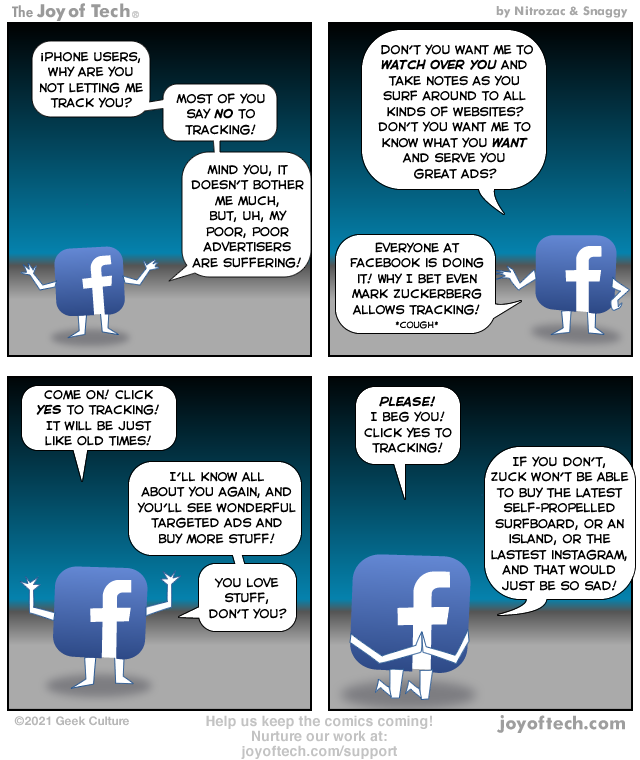 The Joy of Tech®
by Nitrozac & Snaggy
iPHONE USERS,
WHY ARE YOU
NOT LETTING ME
TRACK YOU?
MOST OF YOU
SAY NO TO
TRACKING!
MIND YOU, IT
DOESN'T BOTHER
ME MUCH,
BUT, UH, MY
POOR, POOR
ADVERTISERS
ARE SUFFERING!
f
DON'T YOU WANT ME TO
WATCH OVER YOU AND
TAKE NOTES AS YOU
SURF AROUND TO ALL
KINDS OF WEBSITES?
DON'T YOU WANT ME TO
KNOW WHAT YOU WANT
AND SERVE YOU
GREAT ADS?
EVERYONE AT
FACEBOOK IS DOING
IT! WHY I BET EVEN
MARK ZUCKERBERG
ALLOWS TRACKING!
*COUGH*
f
COME ON! CLICK
YES TO TRACKING!
IT WILL BE JUST
LIKE OLD TIMES!
I'LL KNOW ALL
ABOUT YOU AGAIN, AND
YOU'LL SEE WONDERFUL
TARGETED ADS AND
BUY MORE STUFF!
YOU LOVE
STUFF,
DON'T YOU?
f
PLEASE!
I BEG YOU!
CLICK YES TO
TRACKING!
IF YOU DON'T,
ZUCK WON'T BE ABLE
TO BUY THE LATEST
SELF-PROPELLED
SURFBOARD, OR AN
ISLAND, OR THE
LASTEST INSTAGRAM,
AND THAT WOULD
JUST BE SO SAD!
f
©2021 Geek Culture
Help us keep the comics coming!
Nurture our work at:
joyoftech.com/support
joyoftech.com